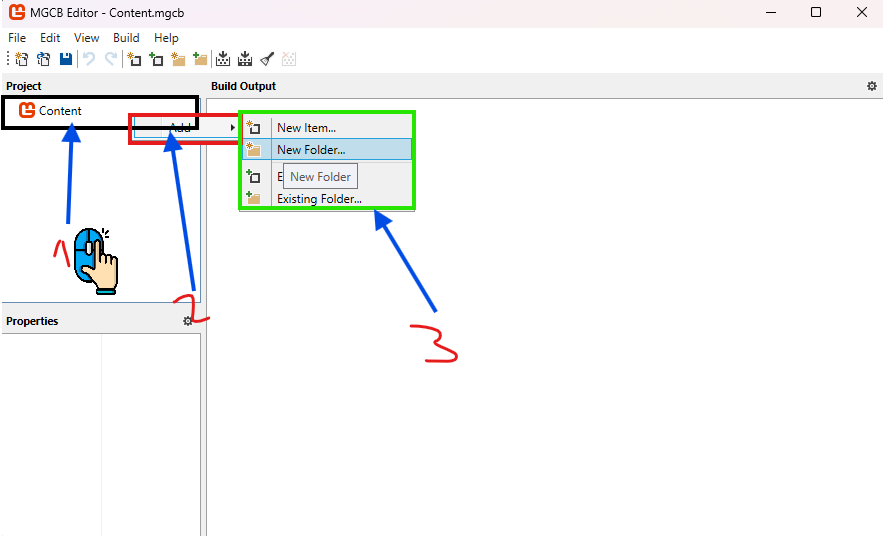 MGCB Editor - Content.mgcb
File Edit View Build Help
Project
Build Output
Content
Add
New Item...
New Folder...
E
New Folder
Existing Folder...
1
2
3
Properties